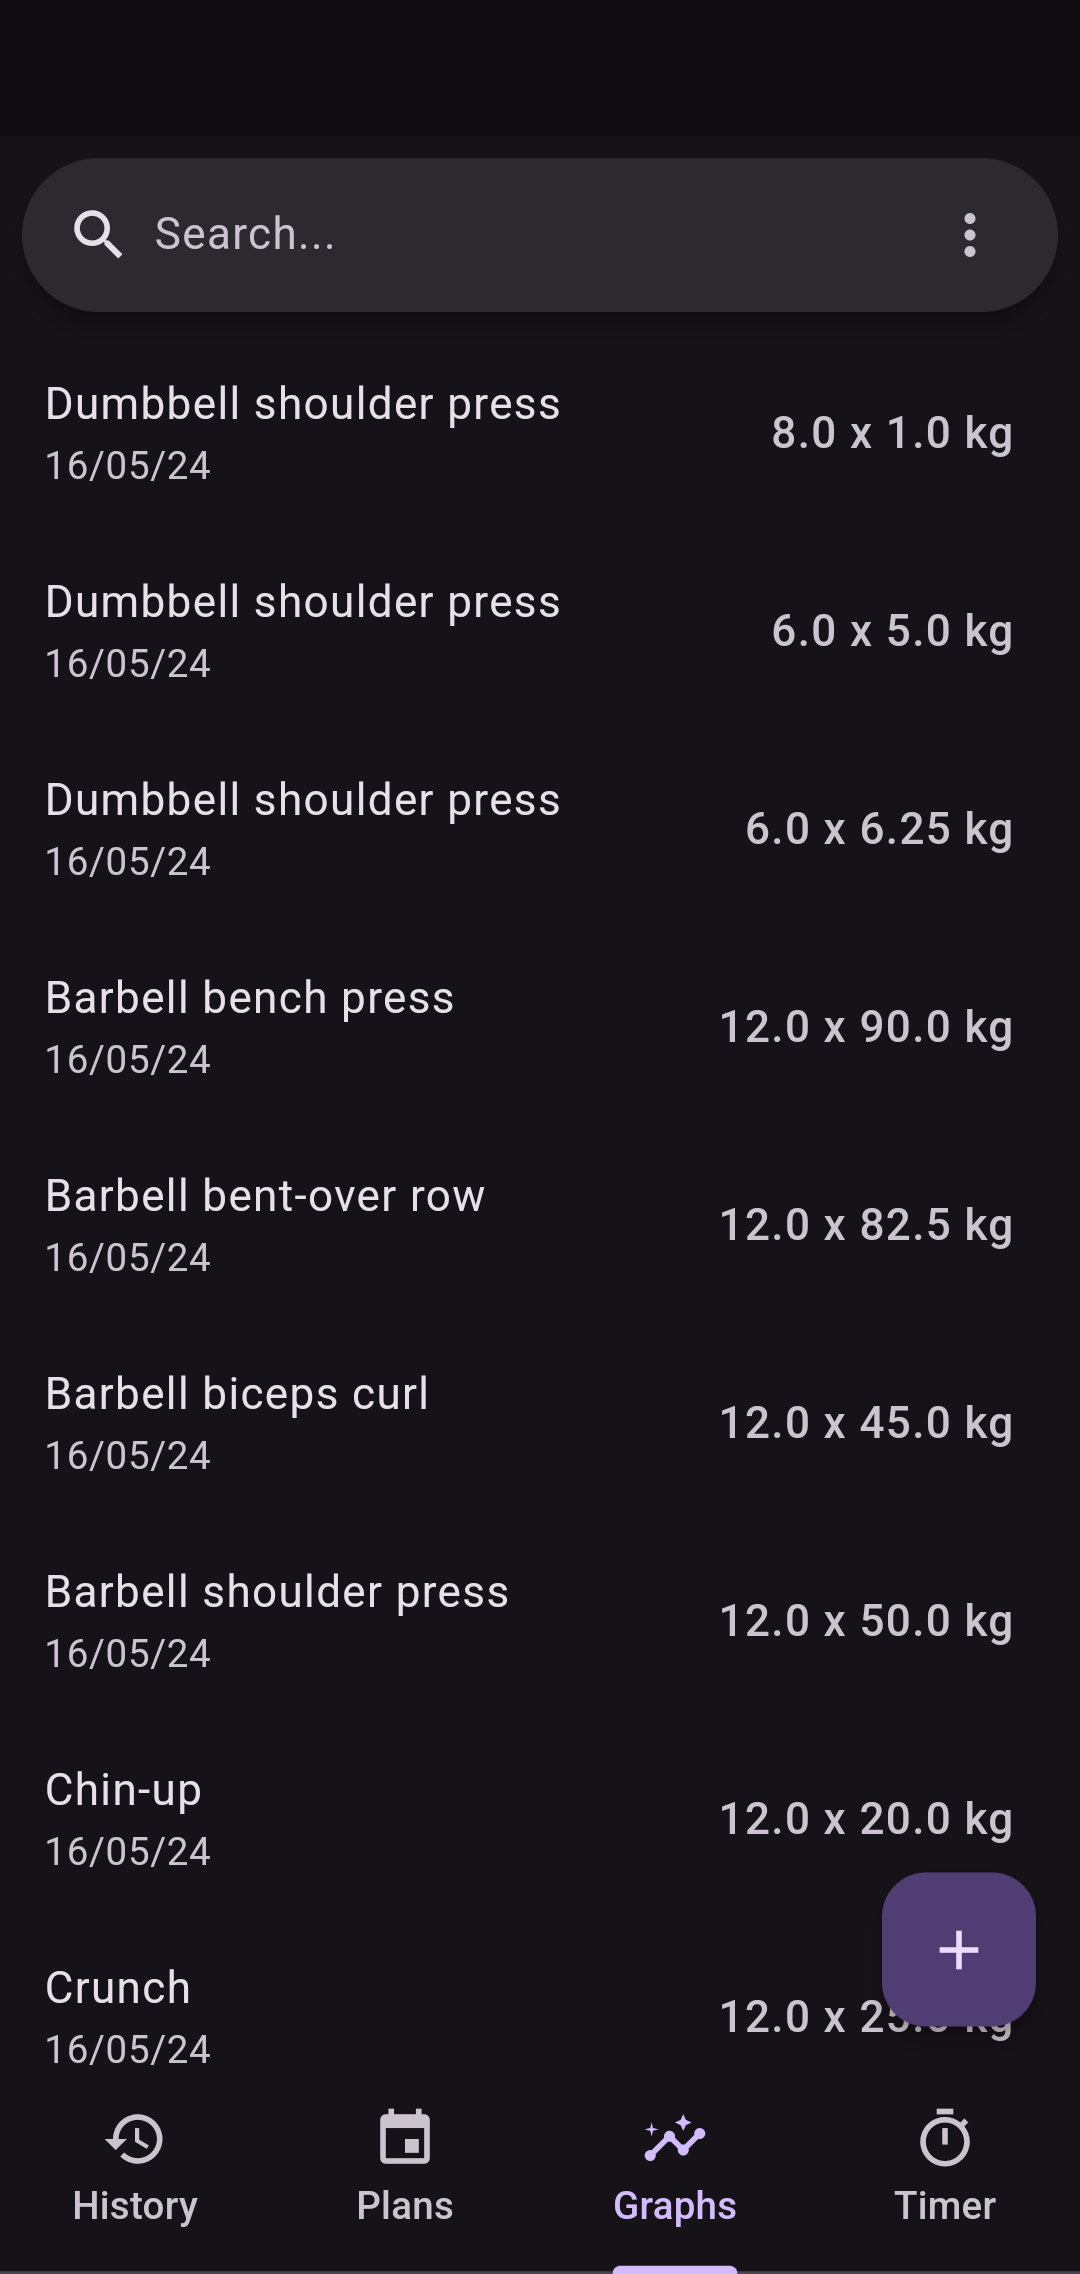 Search...
Dumbbell shoulder press
16/05/24
8.0 x 1.0 kg
Dumbbell shoulder press
16/05/24
6.0 x 5.0 kg
Dumbbell shoulder press
16/05/24
6.0 x 6.25 kg
Barbell bench press
16/05/24
12.0 x 90.0 kg
Barbell bent-over row
16/05/24
12.0 x 82.5 kg
Barbell biceps curl
16/05/24
12.0 x 45.0 kg
Barbell shoulder press
16/05/24
12.0 x 50.0 kg
Chin-up
16/05/24
12.0 x 20.0 kg
Crunch
16/05/24
12.0 x kg
History
Plans
Graphs
Timer